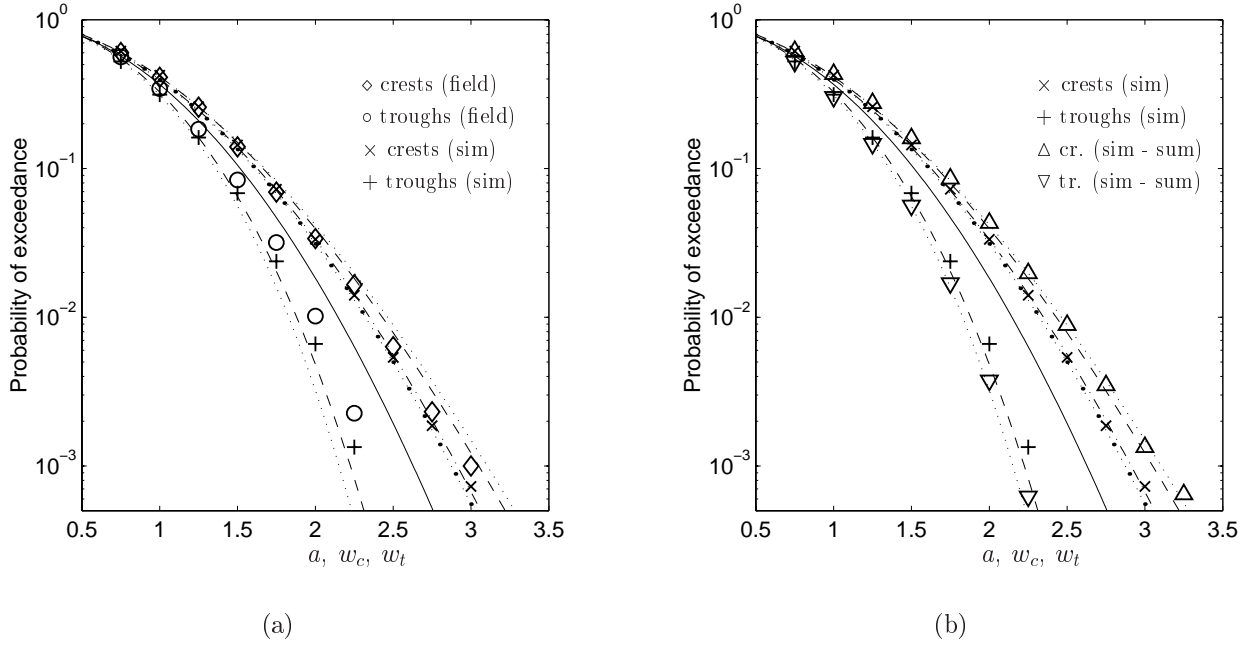 10^0
10^-1
10^-2
10^-3
Probability of exceedance
◇ crests (field)
○ troughs (field)
× crests (sim)
+ troughs (sim)
0.5 1 1.5 2 2.5 3 3.5
a, w_c, w_t
(a)
10^0
10^-1
10^-2
10^-3
Probability of exceedance
× crests (sim)
+ troughs (sim)
△ cr. (sim - sum)
▽ tr. (sim - sum)
0.5 1 1.5 2 2.5 3 3.5
a, w_c, w_t
(b)